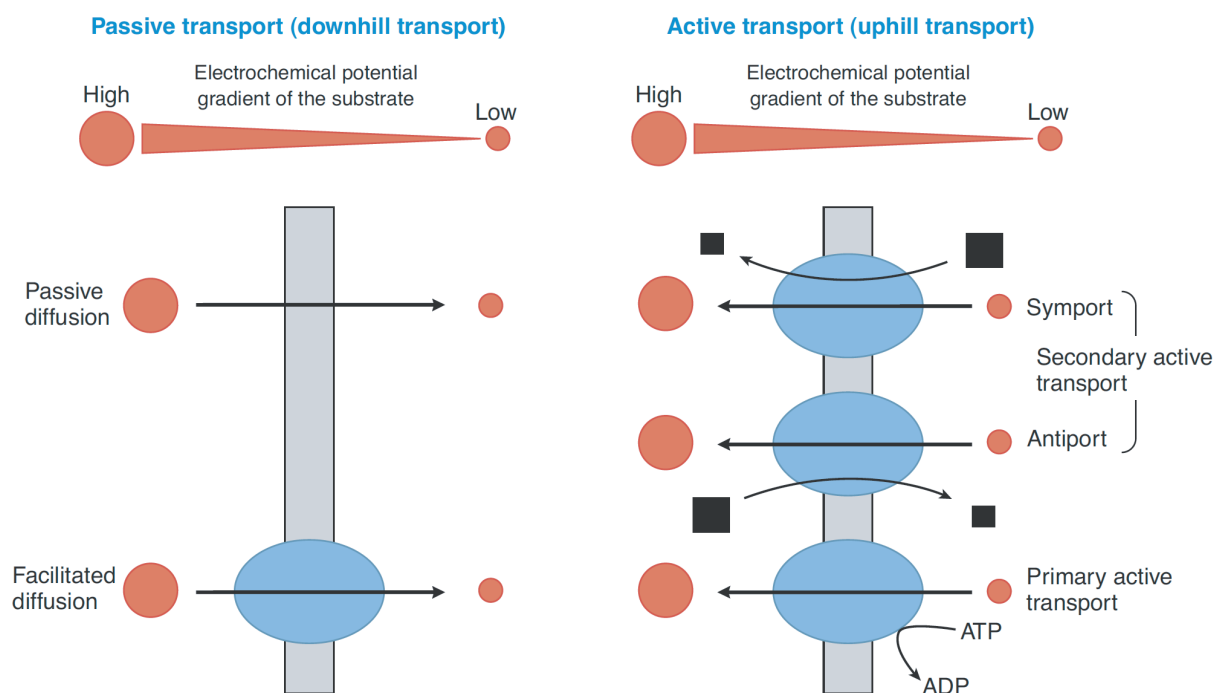 Passive transport (downhill transport)
Electrochemical potential
gradient of the substrate
High
Low
Passive
diffusion
Facilitated
diffusion
Active transport (uphill transport)
Electrochemical potential
gradient of the substrate
High
Low
Symport
Secondary active
transport
Antiport
Primary active
transport
ATP
ADP